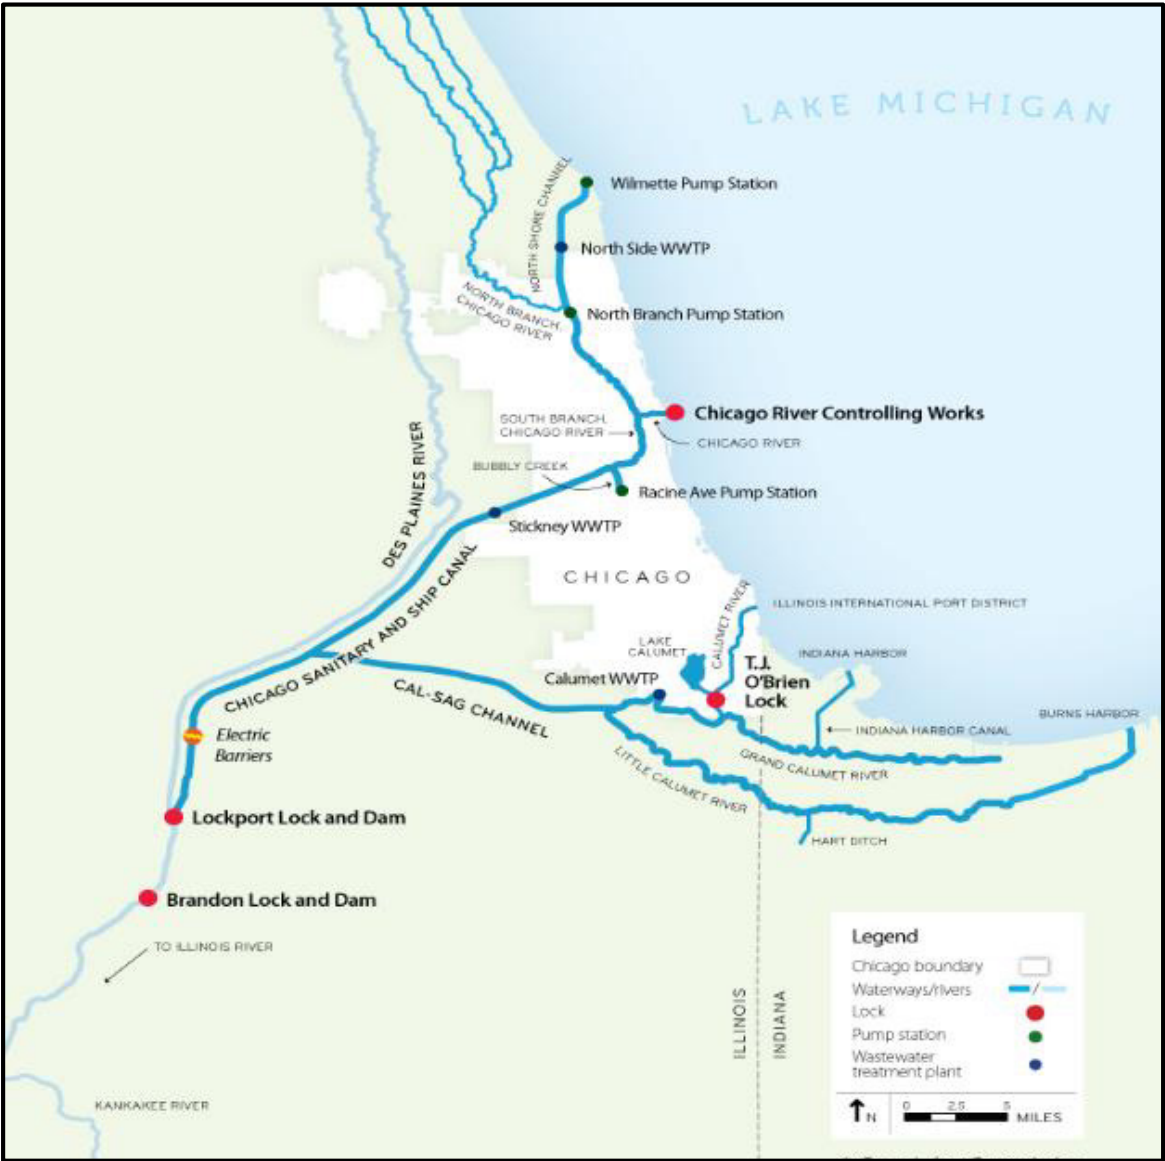 LAKE MICHIGAN
Wilmette Pump Station
NORTH SHORE CHANNEL
North Side WWTP
NORTH BRANCH,
CHICAGO RIVER
North Branch Pump Station
Chicago River Controlling Works
SOUTH BRANCH,
CHICAGO RIVER
CHICAGO RIVER
BUBBLY CREEK
Racine Ave Pump Station
DES PLAINES RIVER
Stickney WWTP
CHICAGO
CHICAGO SANITARY AND SHIP CANAL
CALUMET RIVER
ILLINOIS INTERNATIONAL PORT DISTRICT
LAKE
CALUMET
INDIANA HARBOR
T.J.
O'Brien
Lock
Calumet WWTP
CAL-SAG CHANNEL
BURNS HARBOR
INDIANA HARBOR CANAL
Electric
Barriers
GRAND CALUMET RIVER
LITTLE CALUMET RIVER
Lockport Lock and Dam
HART DITCH
Brandon Lock and Dam
TO ILLINOIS RIVER
ILLINOIS
INDIANA
KANKAKEE RIVER
Legend
Chicago boundary
Waterways/rivers /
Lock
Pump station
Wastewater
treatment plant
N 0 2.5 5 MILES